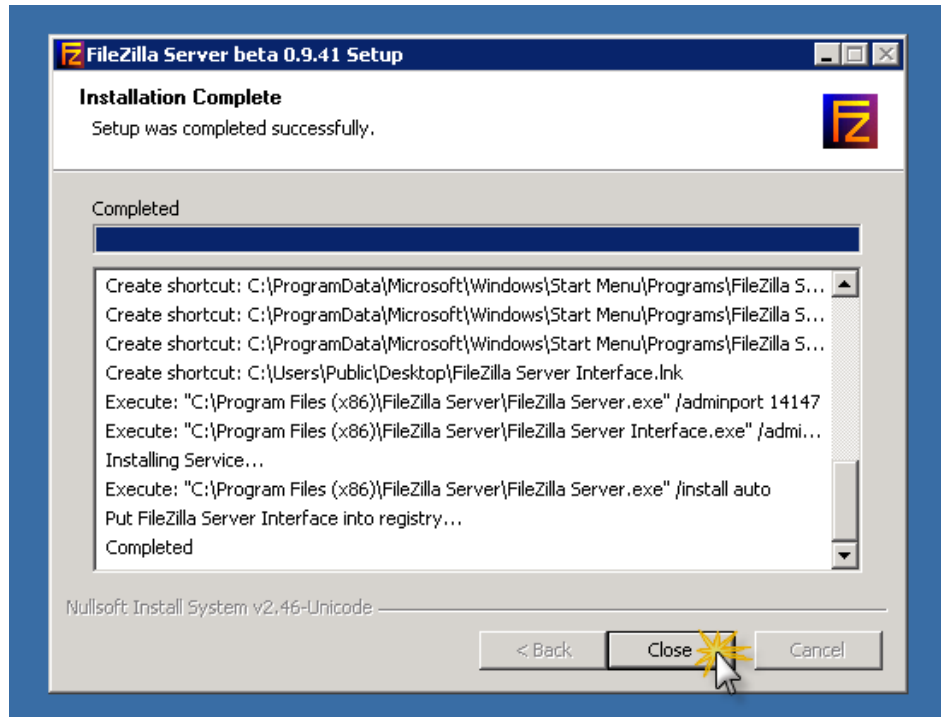 FileZilla Server beta 0.9.41 Setup
Installation Complete
Setup was completed successfully.
FZ
Completed
Create shortcut: C:\ProgramData\Microsoft\Windows\Start Menu\Programs\FileZilla S...
Create shortcut: C:\ProgramData\Microsoft\Windows\Start Menu\Programs\FileZilla S...
Create shortcut: C:\ProgramData\Microsoft\Windows\Start Menu\Programs\FileZilla S...
Create shortcut: C:\Users\Public\Desktop\FileZilla Server Interface.lnk
Execute: "C:\Program Files (x86)\FileZilla Server\FileZilla Server.exe" /adminport 14147
Execute: "C:\Program Files (x86)\FileZilla Server\FileZilla Server Interface.exe" /admi...
Installing Service...
Execute: "C:\Program Files (x86)\FileZilla Server\FileZilla Server.exe" /install auto
Put FileZilla Server Interface into registry...
Completed
Nullsoft Install System v2.46-Unicode
< Back Close Cancel